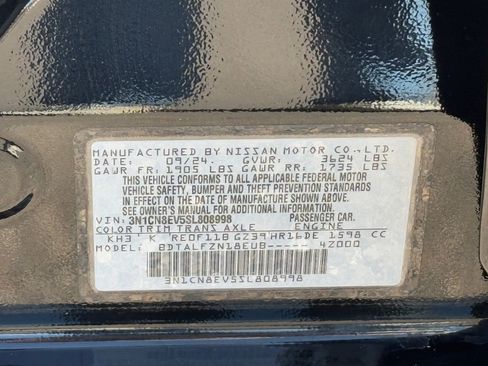 MANUFACTURED BY NISSAN MOTOR CO., LTD.
DATE: 09/24. GVWR: 3624 LBS
GAWR FR: 1905 LBS GAWR RR: 1735 LBS
THIS VEHICLE CONFORMS TO ALL APPLICABLE FEDERAL MOTOR
VEHICLE SAFETY, BUMPER AND THEFT PREVENTION STANDARDS
IN EFFECT ON THE DATE OF MANUFACTURE SHOWN ABOVE.
SEE OWNER'S MANUAL FOR ADDITIONAL INFORMATION.
VIN: 3N1CN8EV5SL808998 PASSENGER CAR.
COLOR TRIM TRANS AXLE ENGINE
KH3 K RE0F11B GZ39 HR16DE 1598 CC
MODEL: BDTALFZN18EUB----- 4Z000
3N1CN8EV5SL808998